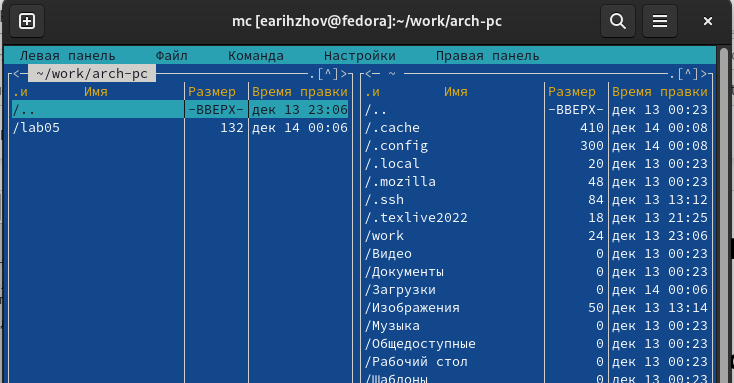 mc [earihzhov@fedora]:~/work/arch-pc
Левая панель Файл Команда Настройки Правая панель
<— ~/work/arch-pc .[^]>
.и Имя Размер Время правки
/.. -ВВЕРХ- дек 13 23:06
/lab05 132 дек 14 00:06
<— ~ .[^]>
.и Имя Размер Время правки
/.. -ВВЕРХ- дек 13 00:23
/.cache 410 дек 14 00:08
/.config 300 дек 14 00:08
/.local 20 дек 13 00:23
/.mozilla 48 дек 13 00:23
/.ssh 84 дек 13 13:12
/.texlive2022 18 дек 13 21:25
/work 24 дек 13 23:06
/Видео 0 дек 13 00:23
/Документы 0 дек 13 00:23
/Загрузки 0 дек 14 00:06
/Изображения 50 дек 13 13:14
/Музыка 0 дек 13 00:23
/Общедоступные 0 дек 13 00:23
/Рабочий стол 0 дек 13 00:23
/Шаблоны 0 дек 13 00:23